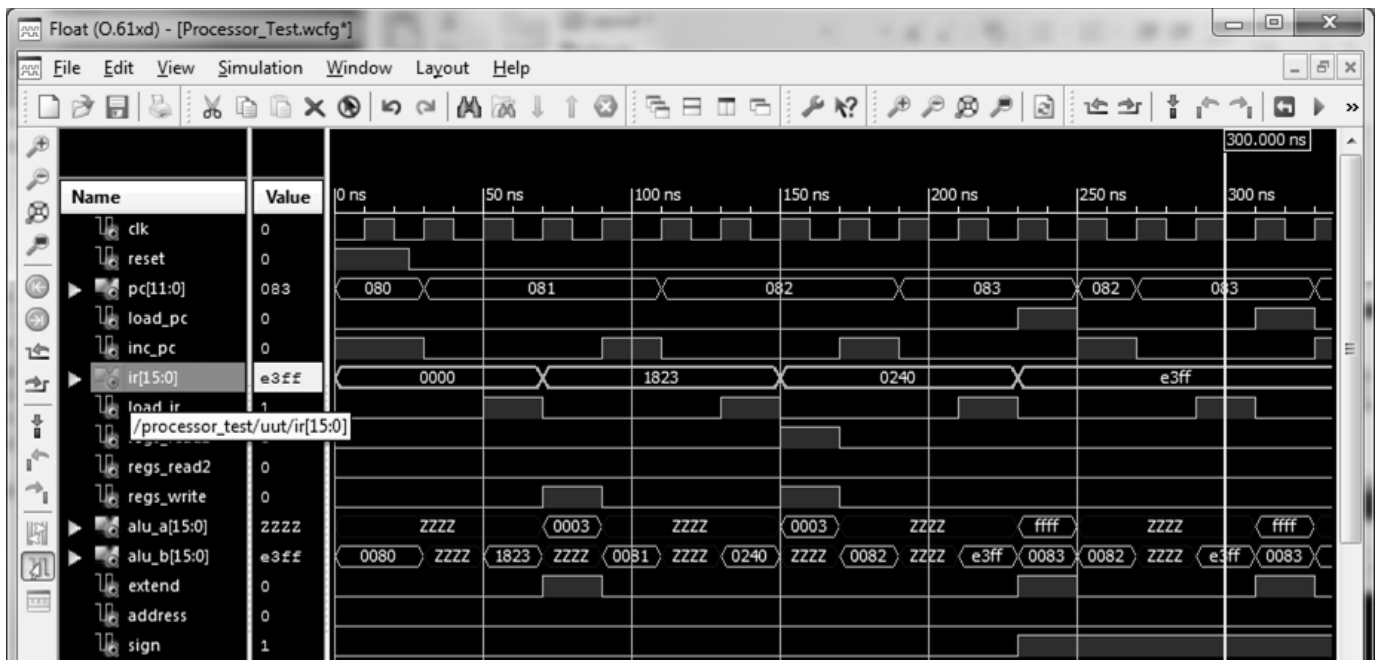 Float (O.61xd) - [Processor_Test.wcfg*]
File Edit View Simulation Window Layout Help
300.000 ns
Name Value 0 ns 50 ns 100 ns 150 ns 200 ns 250 ns 300 ns
clk 0
reset 0
pc[11:0] 083 080 081 082 083 082 083
load_pc 0
inc_pc 0
ir[15:0] e3ff 0000 1823 0240 e3ff
load_ir 1
/processor_test/uut/ir[15:0]
regs_read2 0
regs_write 0
alu_a[15:0] zzzz ZZZZ 0003 ZZZZ 0003 ZZZZ ffff ZZZZ ffff
alu_b[15:0] e3ff 0080 ZZZZ 1823 ZZZZ 0081 ZZZZ 0240 ZZZZ 0082 ZZZZ e3ff 0083 0082 ZZZZ e3ff 0083
extend 0
address 0
sign 1